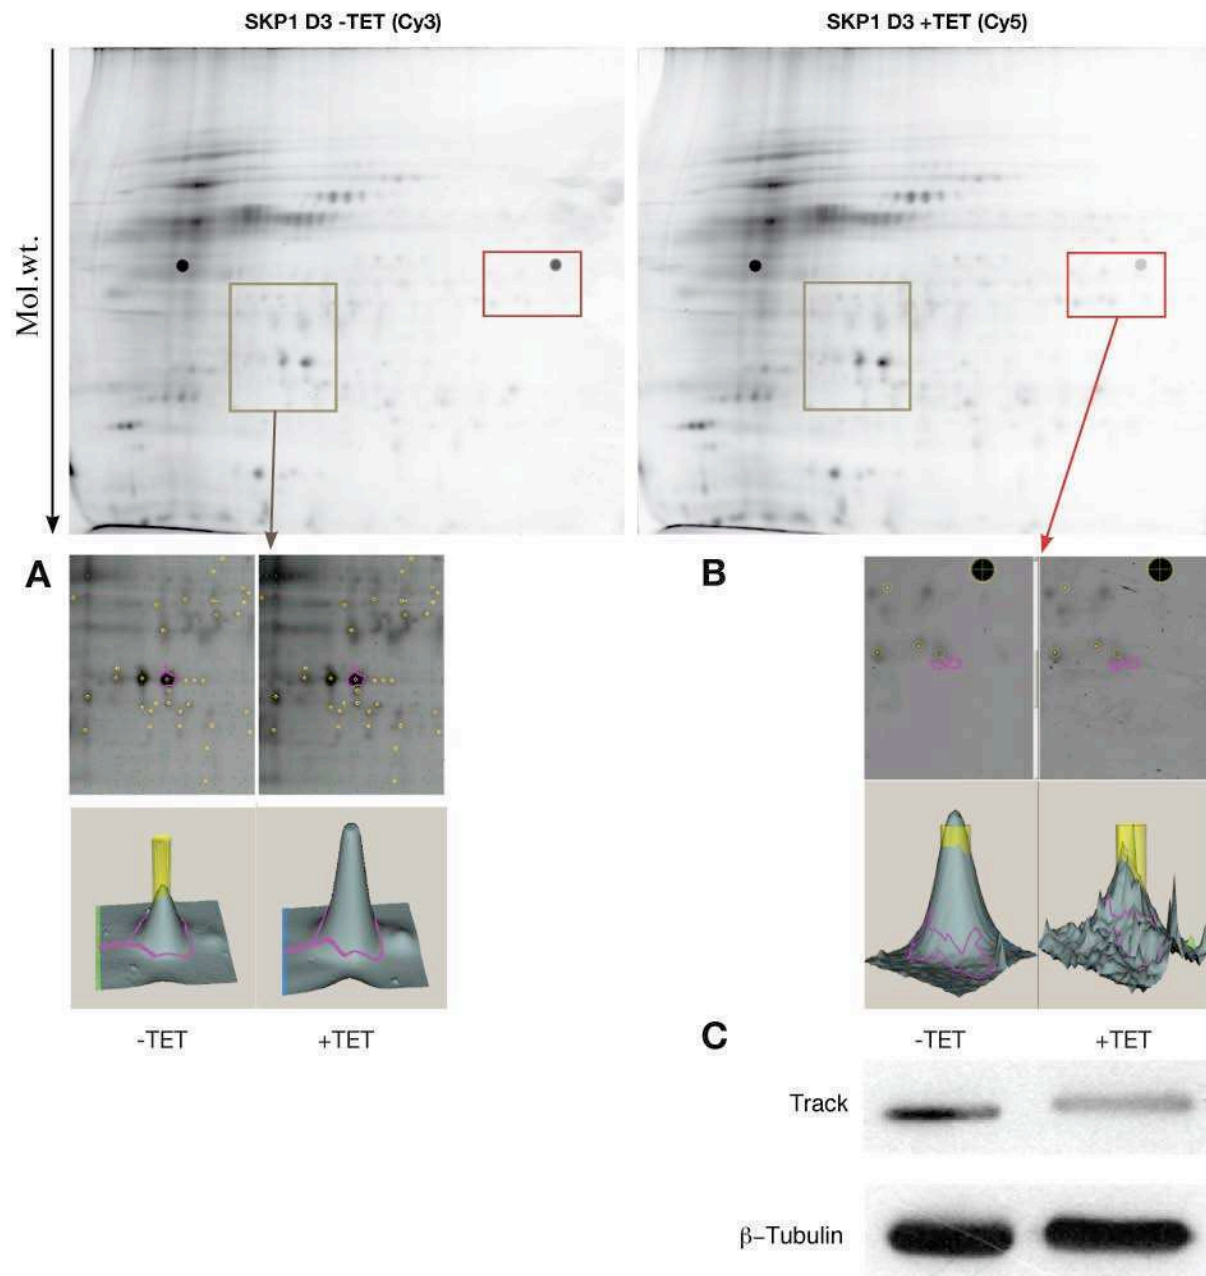 SKP1 D3 -TET (Cy3)
SKP1 D3 +TET (Cy5)
Mol.wt.
A
B
-TET
+TET
C
-TET
+TET
Track
β-Tubulin